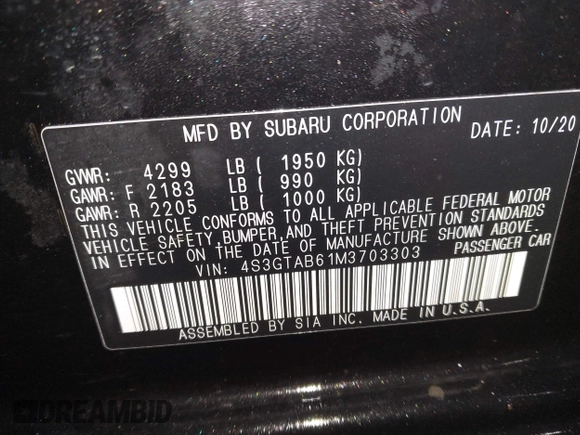 MFD BY SUBARU CORPORATION DATE: 10/20
GVWR: 4299 LB ( 1950 KG)
GAWR: F 2183 LB ( 990 KG)
GAWR: R 2205 LB ( 1000 KG)
THIS VEHICLE CONFORMS TO ALL APPLICABLE FEDERAL MOTOR
VEHICLE SAFETY,BUMPER,AND THEFT PREVENTION STANDARDS
IN EFFECT ON THE DATE OF MANUFACTURE SHOWN ABOVE.
VIN: 4S3GTAB61M3703303 PASSENGER CAR
ASSEMBLED BY SIA INC. MADE IN U.S.A.
DREAMBID